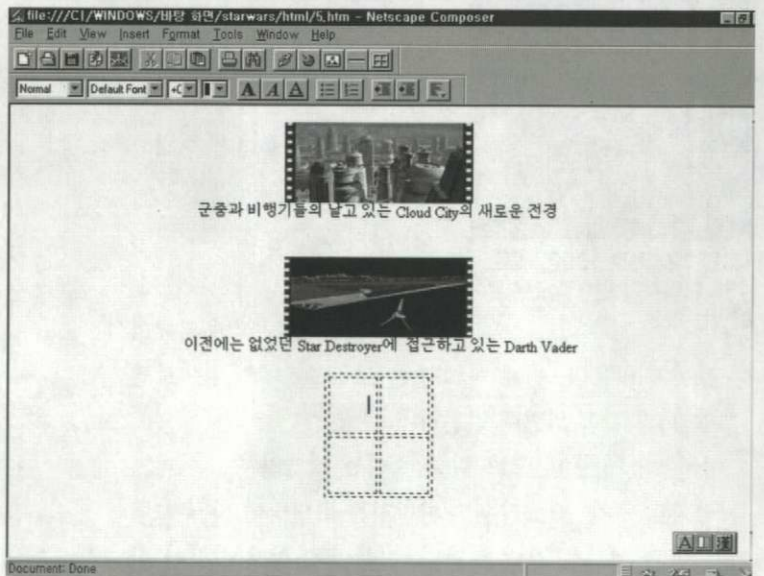 file:///C|/WINDOWS/바탕 화면/starwars/html/5.htm - Netscape Composer
File Edit View Insert Format Tools Window Help
Normal Default Font +0 A A A
군중과 비행기들의 날고 있는 Cloud City의 새로운 전경
이전에는 없었던 Star Destroyer에 접근하고 있는 Darth Vader
A 漢
Document: Done